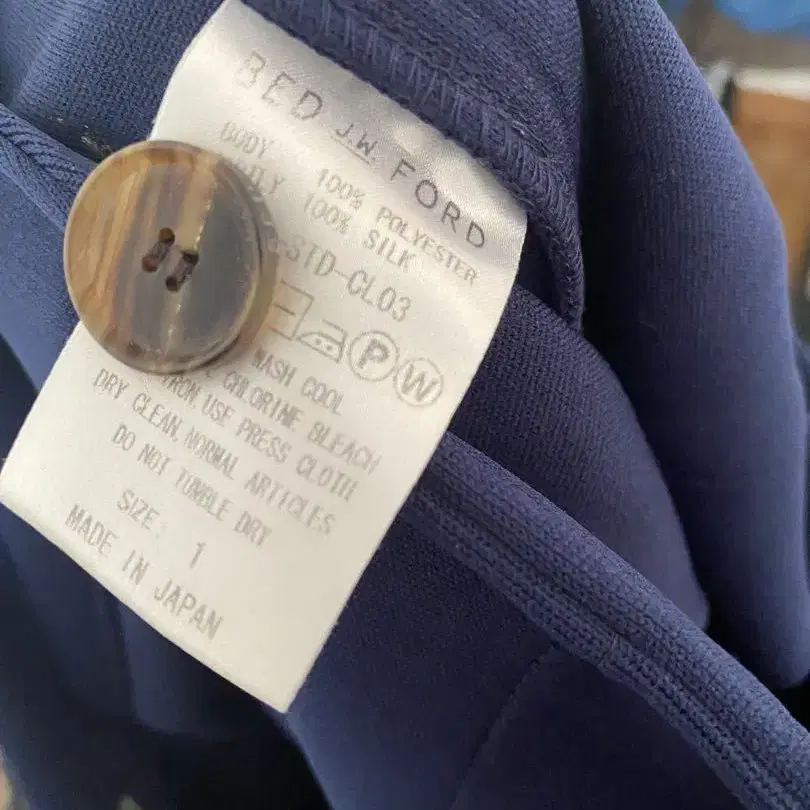 BED J.W. FORD
BODY 100% POLYESTER
100% SILK
-STD-CL03
P W
WASH COOL
CHLORINE BLEACH
IRON, USE PRESS CLOTH
DRY CLEAN, NORMAL ARTICLES
DO NOT TUMBLE DRY
SIZE: 1
MADE IN JAPAN